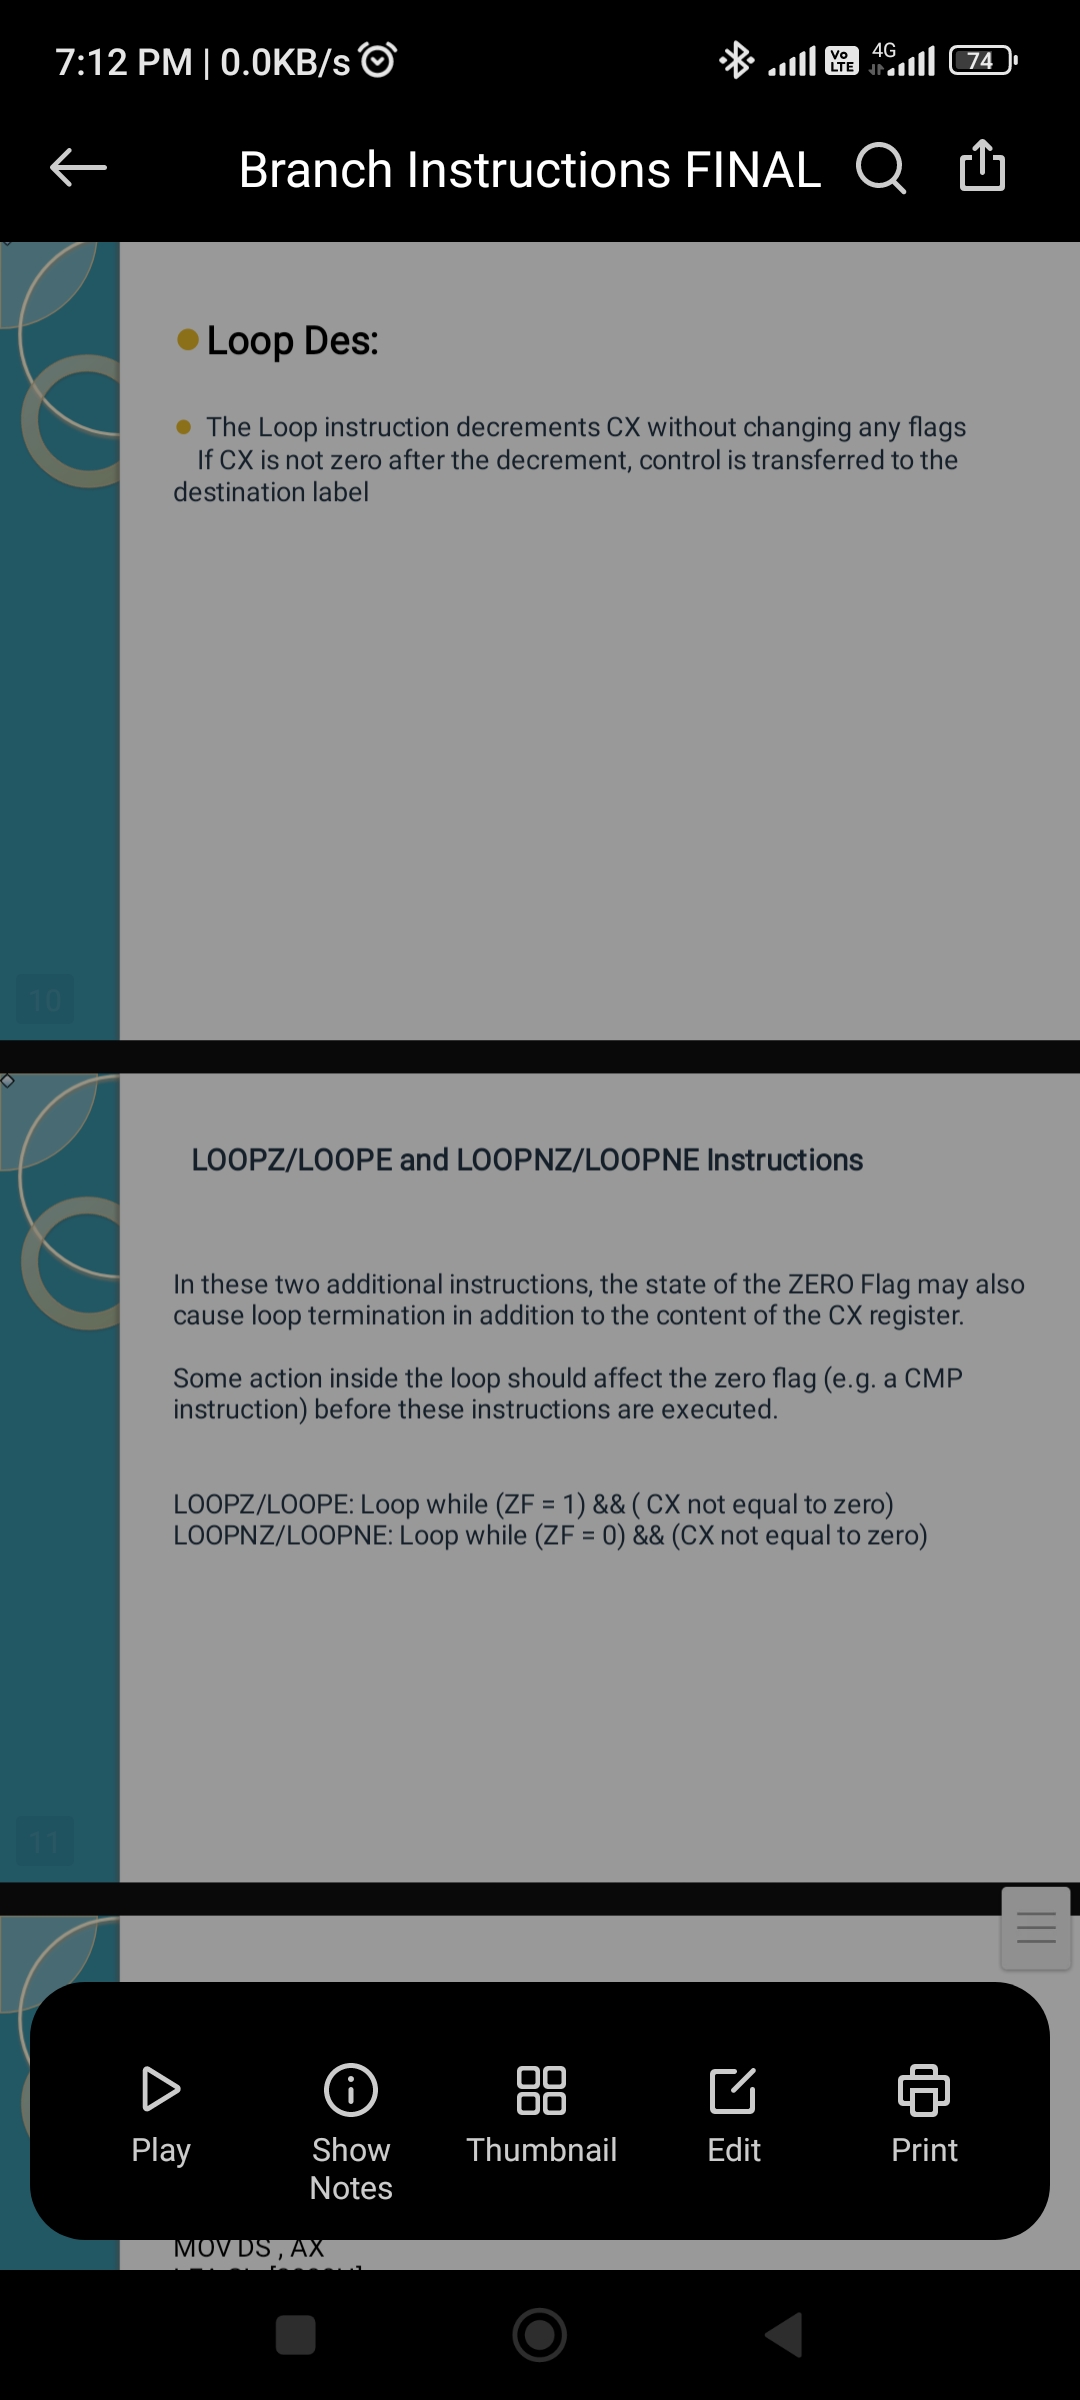 7:12 PM | 0.0KB/s
Vo LTE 4G 74
Branch Instructions FINAL
Loop Des:
The Loop instruction decrements CX without changing any flags
If CX is not zero after the decrement, control is transferred to the
destination label
10
LOOPZ/LOOPE and LOOPNZ/LOOPNE Instructions
In these two additional instructions, the state of the ZERO Flag may also
cause loop termination in addition to the content of the CX register.
Some action inside the loop should affect the zero flag (e.g. a CMP
instruction) before these instructions are executed.
LOOPZ/LOOPE: Loop while (ZF = 1) && ( CX not equal to zero)
LOOPNZ/LOOPNE: Loop while (ZF = 0) && (CX not equal to zero)
11
Play
Show Notes
Thumbnail
Edit
Print
MOV DS , AX